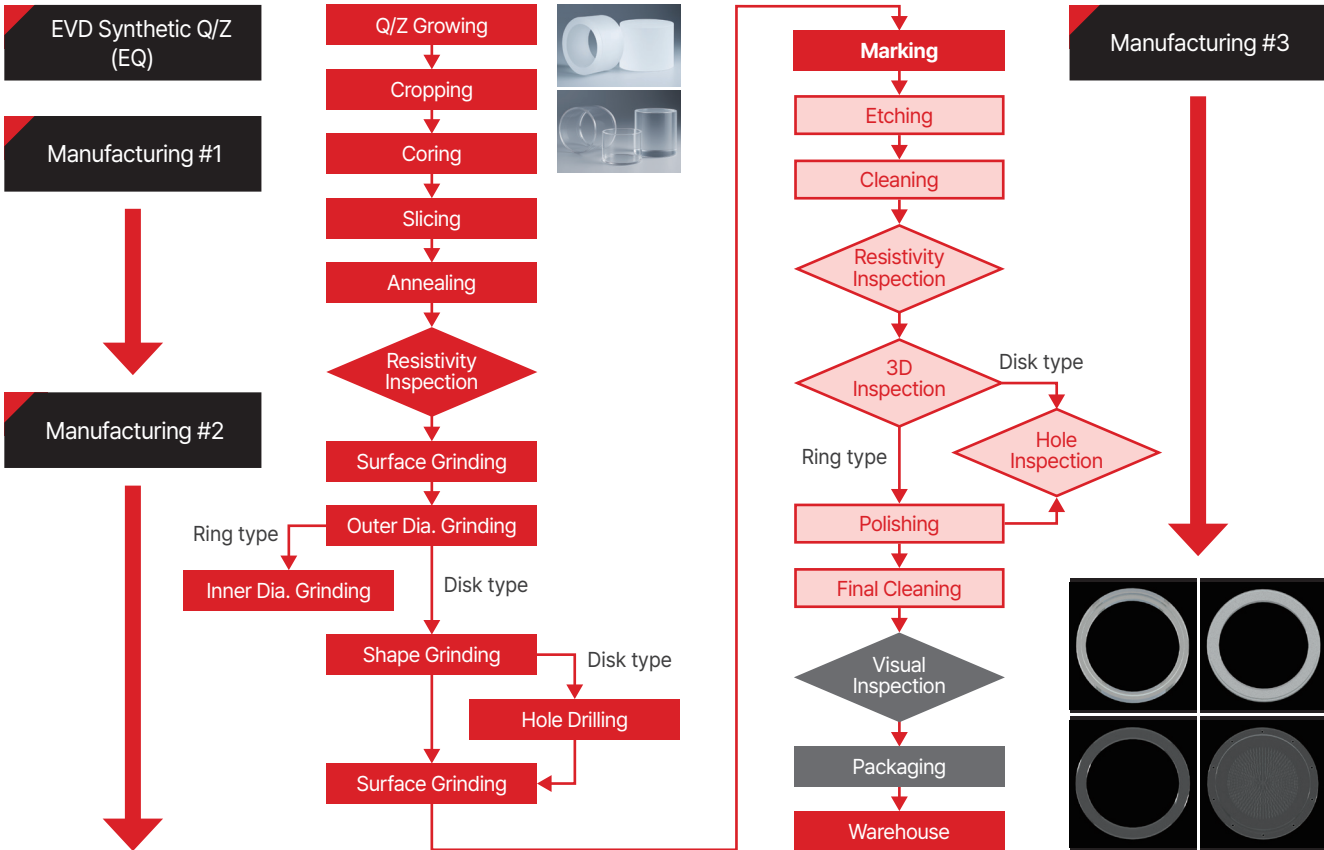 EVD Synthetic Q/Z
(EQ)
Manufacturing #1
Manufacturing #2
Q/Z Growing
Cropping
Coring
Slicing
Annealing
Resistivity
Inspection
Surface Grinding
Outer Dia. Grinding
Ring type
Inner Dia. Grinding
Disk type
Shape Grinding
Disk type
Hole Drilling
Surface Grinding
Marking
Etching
Cleaning
Resistivity
Inspection
3D
Inspection
Disk type
Hole
Inspection
Ring type
Polishing
Final Cleaning
Visual
Inspection
Packaging
Warehouse
Manufacturing #3